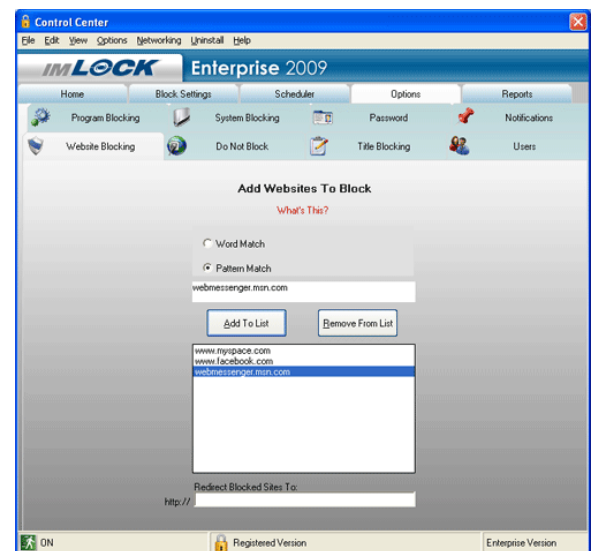 Control Center
File Edit View Options Networking Uninstall Help
IMLOCK Enterprise 2009
Home Block Settings Scheduler Options Reports
Program Blocking System Blocking Password Notifications
Website Blocking Do Not Block Title Blocking Users
Add Websites To Block
What's This?
Word Match
Pattern Match
webmessenger.msn.com
Add To List Remove From List
www.myspace.com
www.facebook.com
webmessenger.msn.com
Redirect Blocked Sites To:
http://
ON Registered Version Enterprise Version